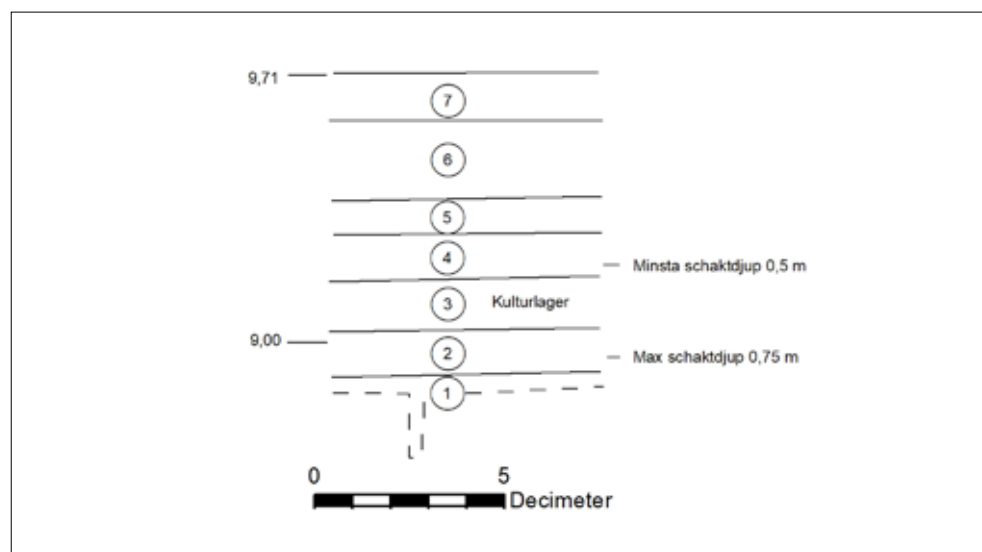 9,71
7
6
5
4
Minsta schaktdjup 0,5 m
3 Kulturlager
9,00
2
Max schaktdjup 0,75 m
1
0 5
Decimeter